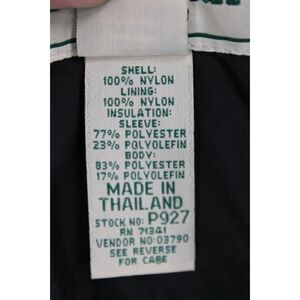 SHELL:
100% NYLON
LINING:
100% NYLON
INSULATION:
SLEEVE:
77% POLYESTER
23% POLYOLEFIN
BODY:
83% POLYESTER
17% POLYOLEFIN
MADE IN
THAILAND
STOCK NO: P927
RN 71341
VENDOR NO: 03790
SEE REVERSE
FOR CARE